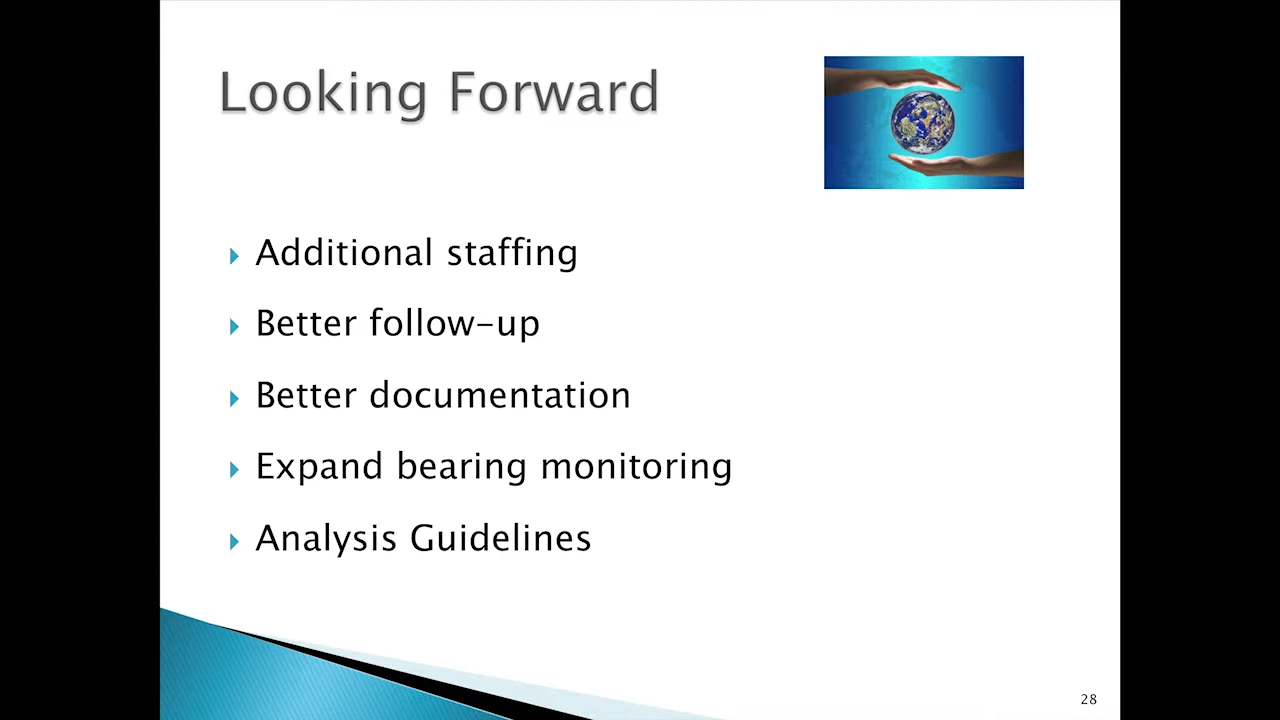 Looking Forward
Additional staffing
Better follow-up
Better documentation
Expand bearing monitoring
Analysis Guidelines
28